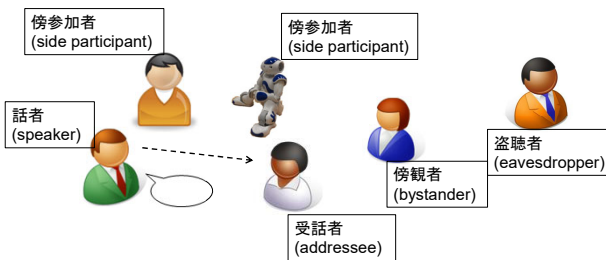 傍参加者
(side participant)
傍参加者
(side participant)
話者
(speaker)
盗聴者
(eavesdropper)
傍観者
(bystander)
受話者
(addressee)